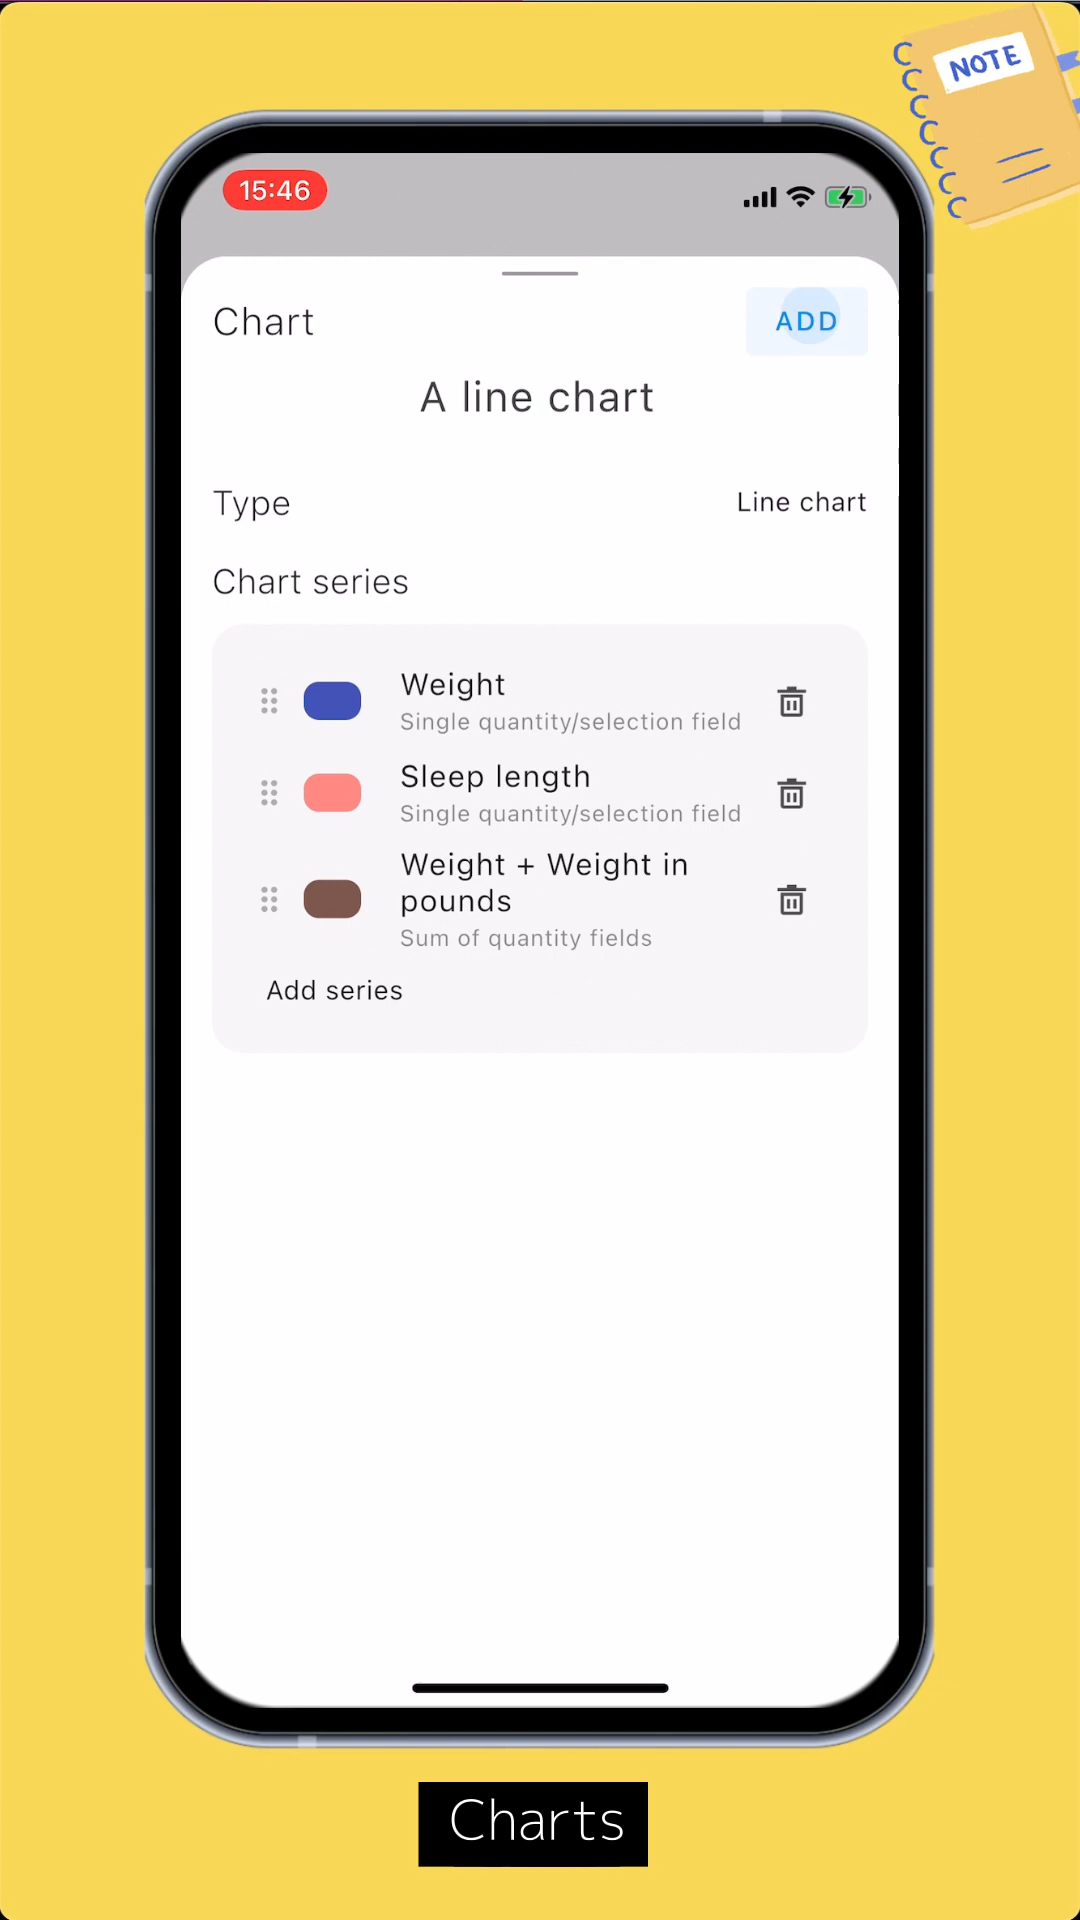 NOTE
15:46
Chart
ADD
A line chart
Type
Line chart
Chart series
Weight
Single quantity/selection field
Sleep length
Single quantity/selection field
Weight + Weight in
pounds
Sum of quantity fields
Add series
Charts